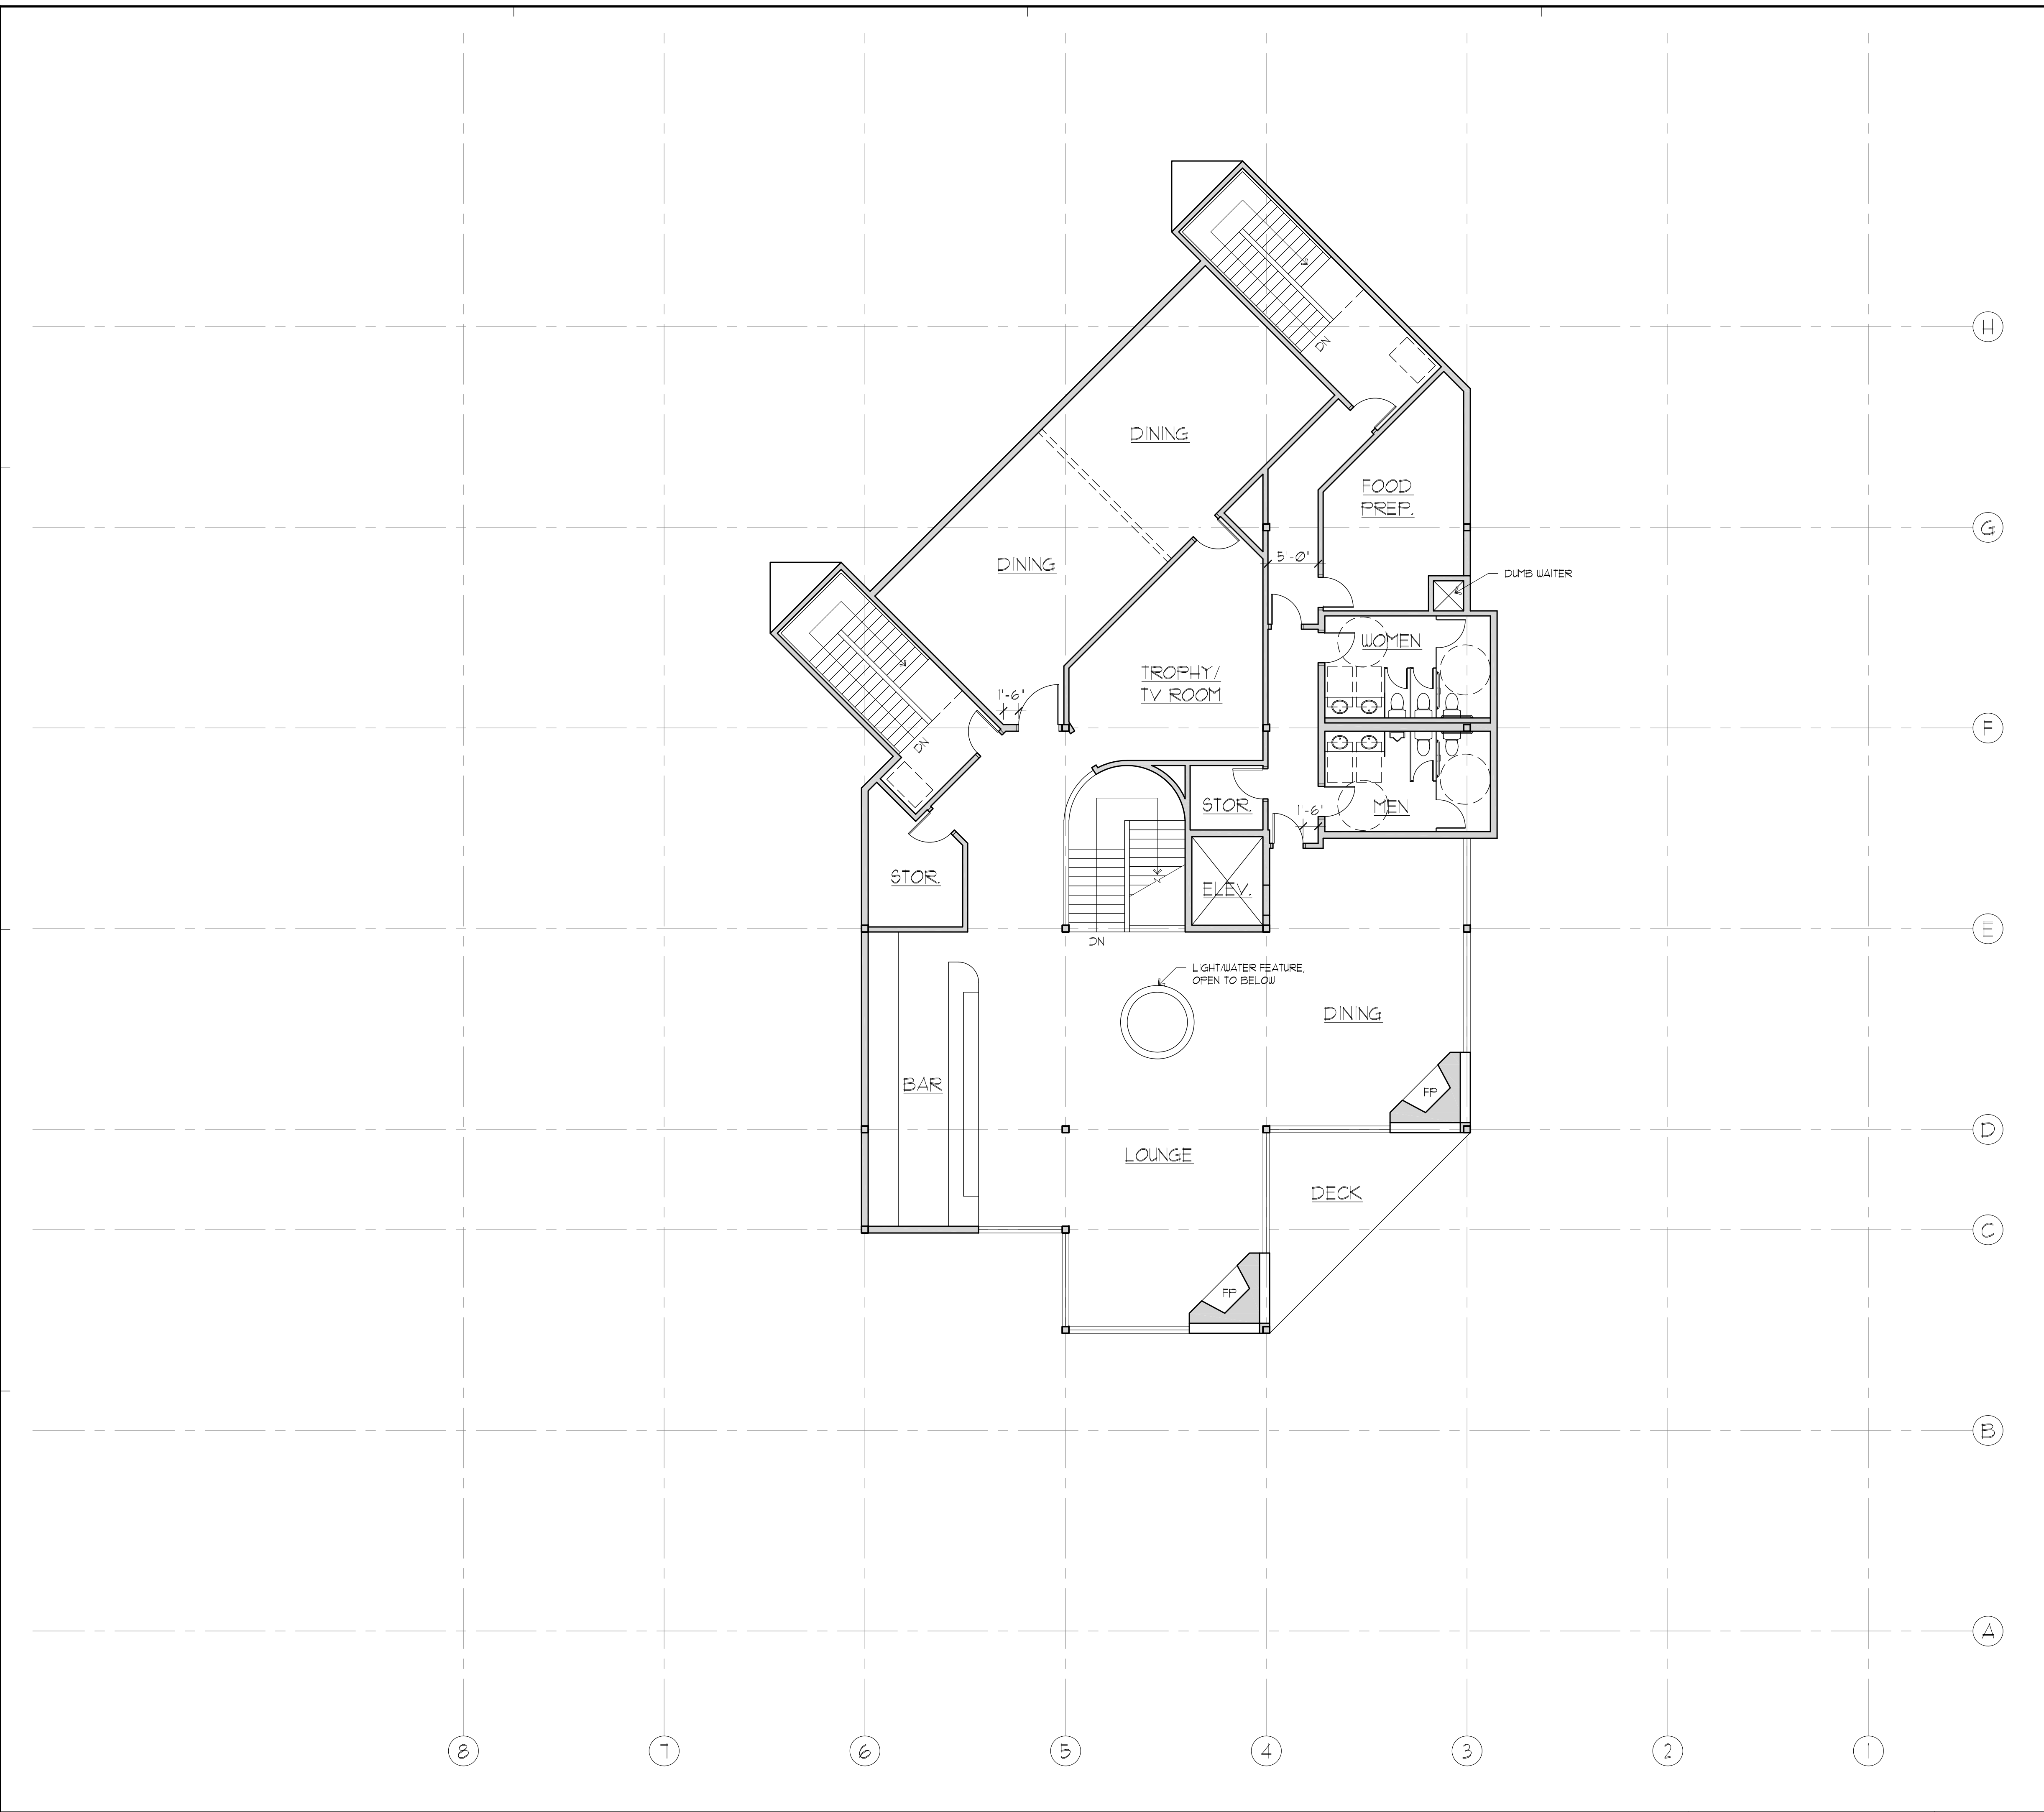 H
DN
DINING
FOOD
PREP.
G
5'-0"
DINING
DUMB WAITER
WOMEN
TROPHY/
TV ROOM
1'-6"
F
DN
STOR.
1'-6"
MEN
STOR.
ELEV.
E
DN
LIGHT/WATER FEATURE,
OPEN TO BELOW
DINING
BAR
FP
D
LOUNGE
DECK
C
FP
B
A
8
7
6
5
4
3
2
1